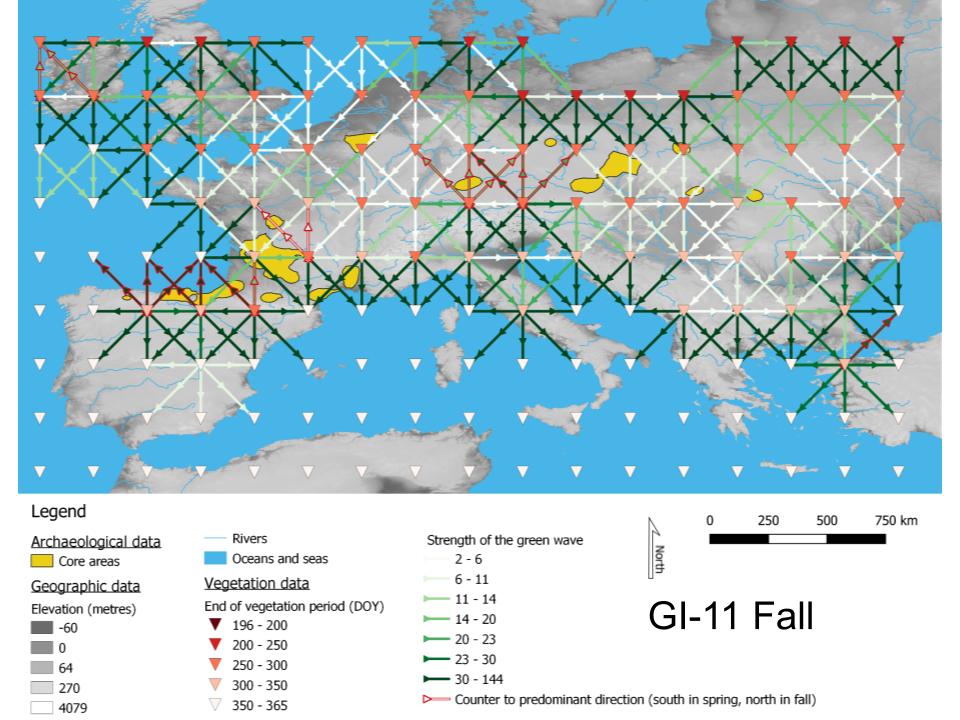 Legend
Archaeological data
Core areas
Geographic data
Elevation (metres)
-60
0
64
270
4079
Rivers
Oceans and seas
Vegetation data
End of vegetation period (DOY)
196 - 200
200 - 250
250 - 300
300 - 350
350 - 365
Strength of the green wave
2 - 6
6 - 11
11 - 14
14 - 20
20 - 23
23 - 30
30 - 144
Counter to predominant direction (south in spring, north in fall)
North
0 250 500 750 km
GI-11 Fall